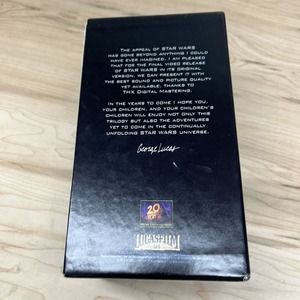 THE APPEAL OF STAR WARS
HAS GONE BEYOND ANYTHING I COULD
HAVE EVER IMAGINED. I AM PLEASED
THAT FOR THE FINAL VIDEO RELEASE
OF STAR WARS IN ITS ORIGINAL
VERSION, WE CAN PRESENT IT WITH
THE BEST SOUND AND PICTURE QUALITY
YET AVAILABLE, THANKS TO
THX DIGITAL MASTERING.
IN THE YEARS TO COME I HOPE YOU,
YOUR CHILDREN, AND YOUR CHILDREN'S
CHILDREN WILL ENJOY NOT ONLY THIS
TRILOGY BUT ALSO THE ADVENTURES
YET TO COME IN THE CONTINUALLY
UNFOLDING STAR WARS UNIVERSE.
George Lucas
20
LUCASFILM